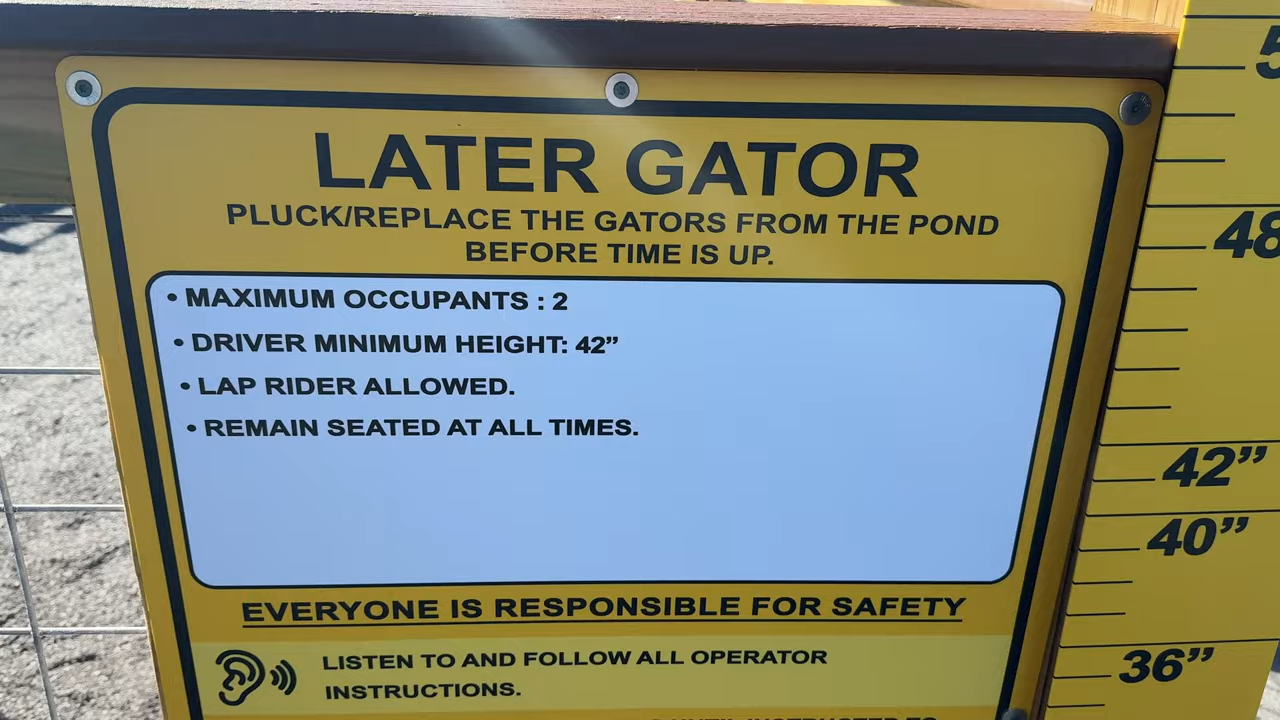 LATER GATOR
PLUCK/REPLACE THE GATORS FROM THE POND
BEFORE TIME IS UP.
• MAXIMUM OCCUPANTS : 2
• DRIVER MINIMUM HEIGHT: 42”
• LAP RIDER ALLOWED.
• REMAIN SEATED AT ALL TIMES.
EVERYONE IS RESPONSIBLE FOR SAFETY
LISTEN TO AND FOLLOW ALL OPERATOR
INSTRUCTIONS.
48
42”
40”
36”